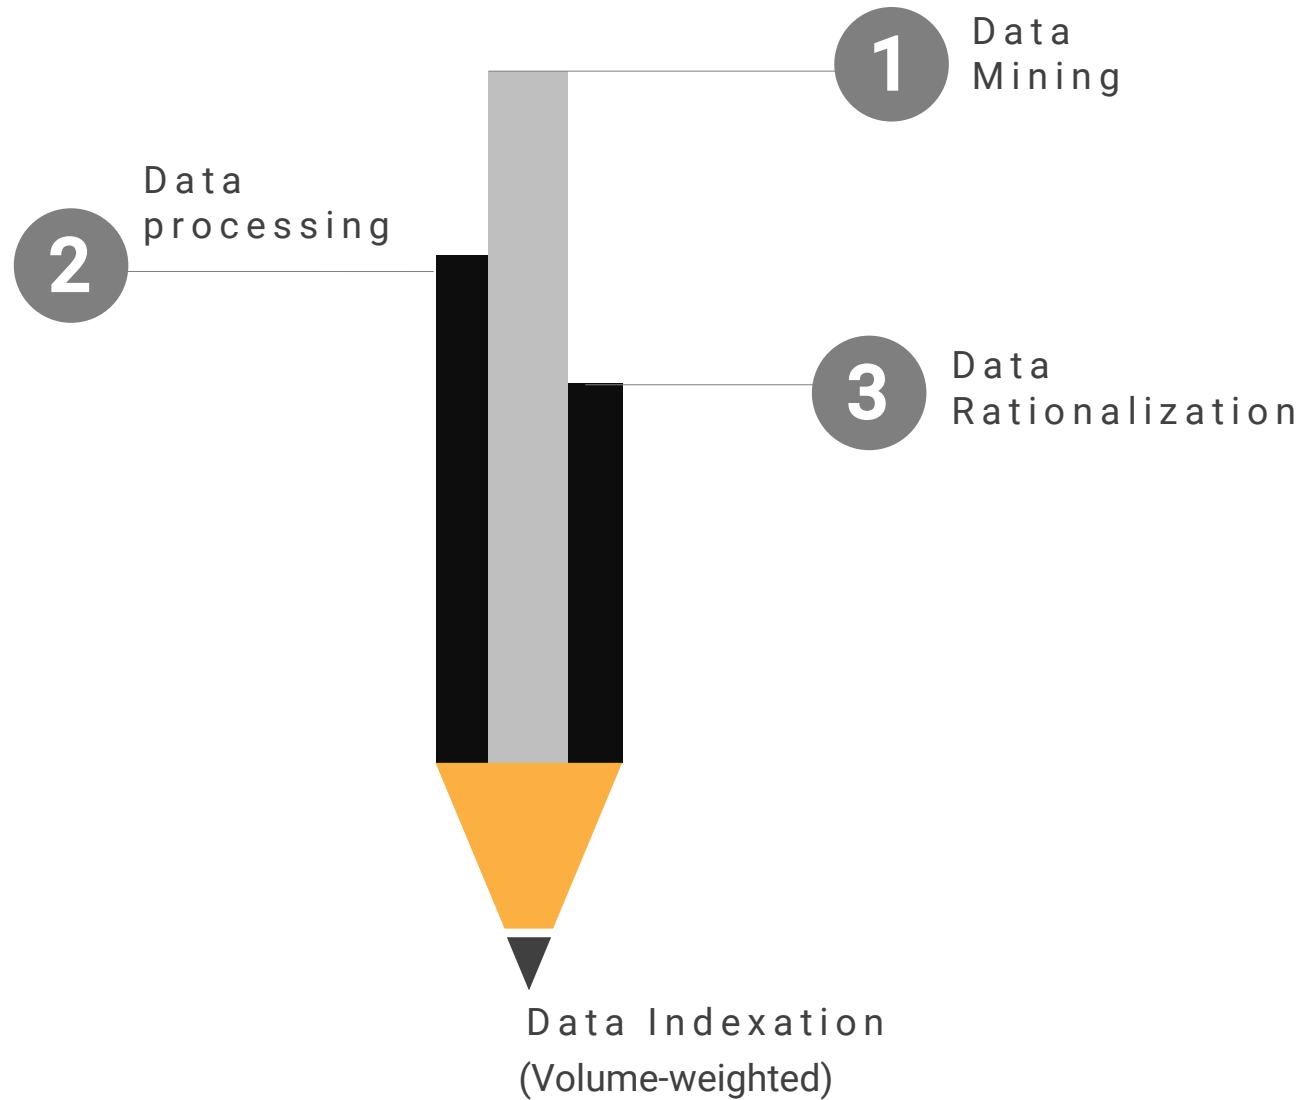 1
Data
Mining
Data
processing
2
3
Data
Rationalization
Data Indexation
(Volume-weighted)